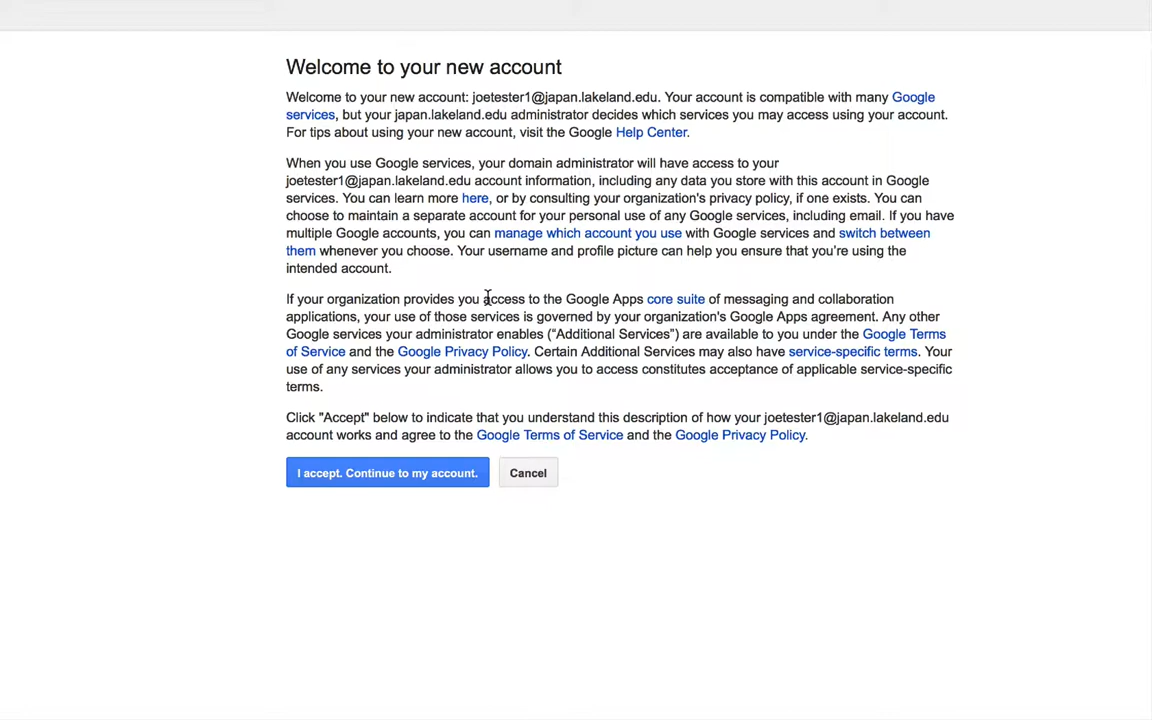 Welcome to your new account
Welcome to your new account: joetester1@japan.lakeland.edu. Your account is compatible with many Google
services, but your japan.lakeland.edu administrator decides which services you may access using your account.
For tips about using your new account, visit the Google Help Center.
When you use Google services, your domain administrator will have access to your
joetester1@japan.lakeland.edu account information, including any data you store with this account in Google
services. You can learn more here, or by consulting your organization's privacy policy, if one exists. You can
choose to maintain a separate account for your personal use of any Google services, including email. If you have
multiple Google accounts, you can manage which account you use with Google services and switch between
them whenever you choose. Your username and profile picture can help you ensure that you're using the
intended account.
If your organization provides you access to the Google Apps core suite of messaging and collaboration
applications, your use of those services is governed by your organization's Google Apps agreement. Any other
Google services your administrator enables (“Additional Services”) are available to you under the Google Terms
of Service and the Google Privacy Policy. Certain Additional Services may also have service-specific terms. Your
use of any services your administrator allows you to access constitutes acceptance of applicable service-specific
terms.
Click "Accept" below to indicate that you understand this description of how your joetester1@japan.lakeland.edu
account works and agree to the Google Terms of Service and the Google Privacy Policy.
I accept. Continue to my account. Cancel